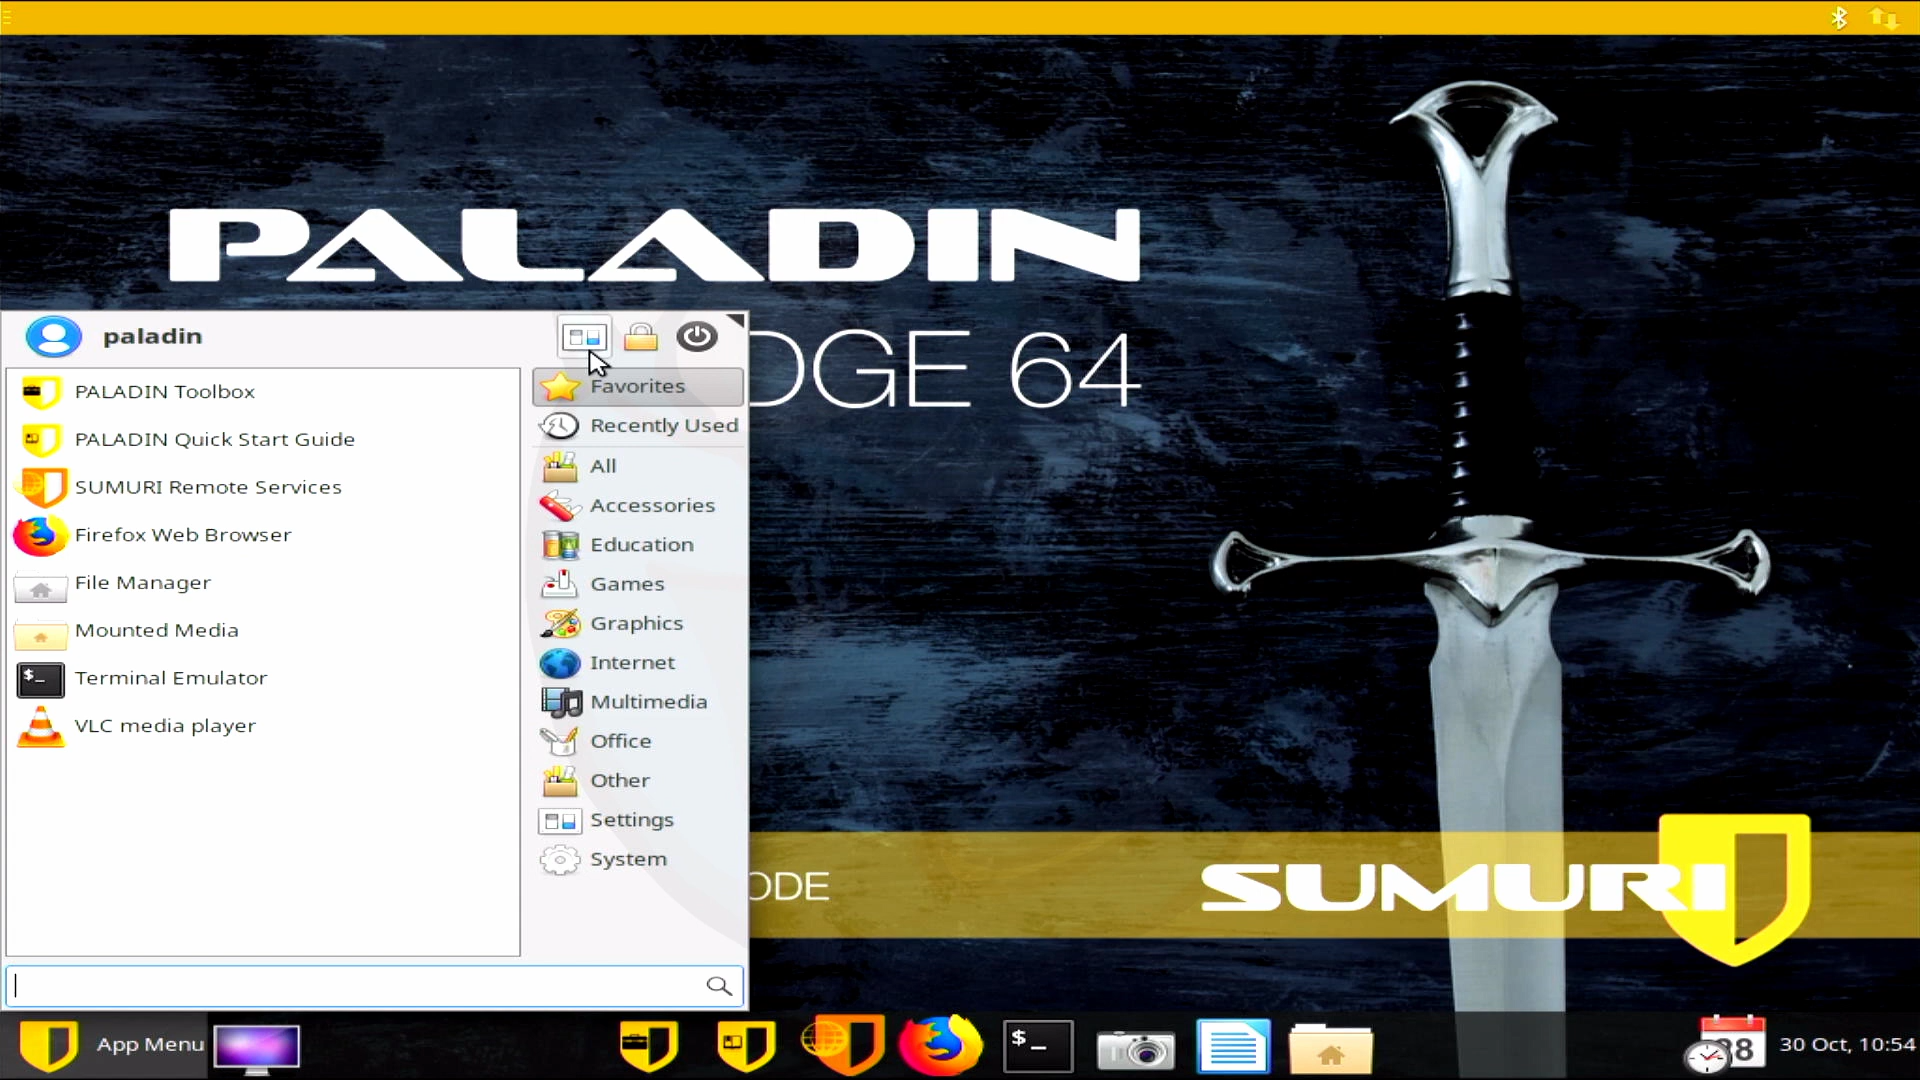 PALADIN
DGE 64
paladin
PALADIN Toolbox
PALADIN Quick Start Guide
SUMURI Remote Services
Firefox Web Browser
File Manager
Mounted Media
Terminal Emulator
VLC media player
Favorites
Recently Used
All
Accessories
Education
Games
Graphics
Internet
Multimedia
Office
Other
Settings
System
ODE
SUMURI
App Menu
$_
30 Oct, 10:54